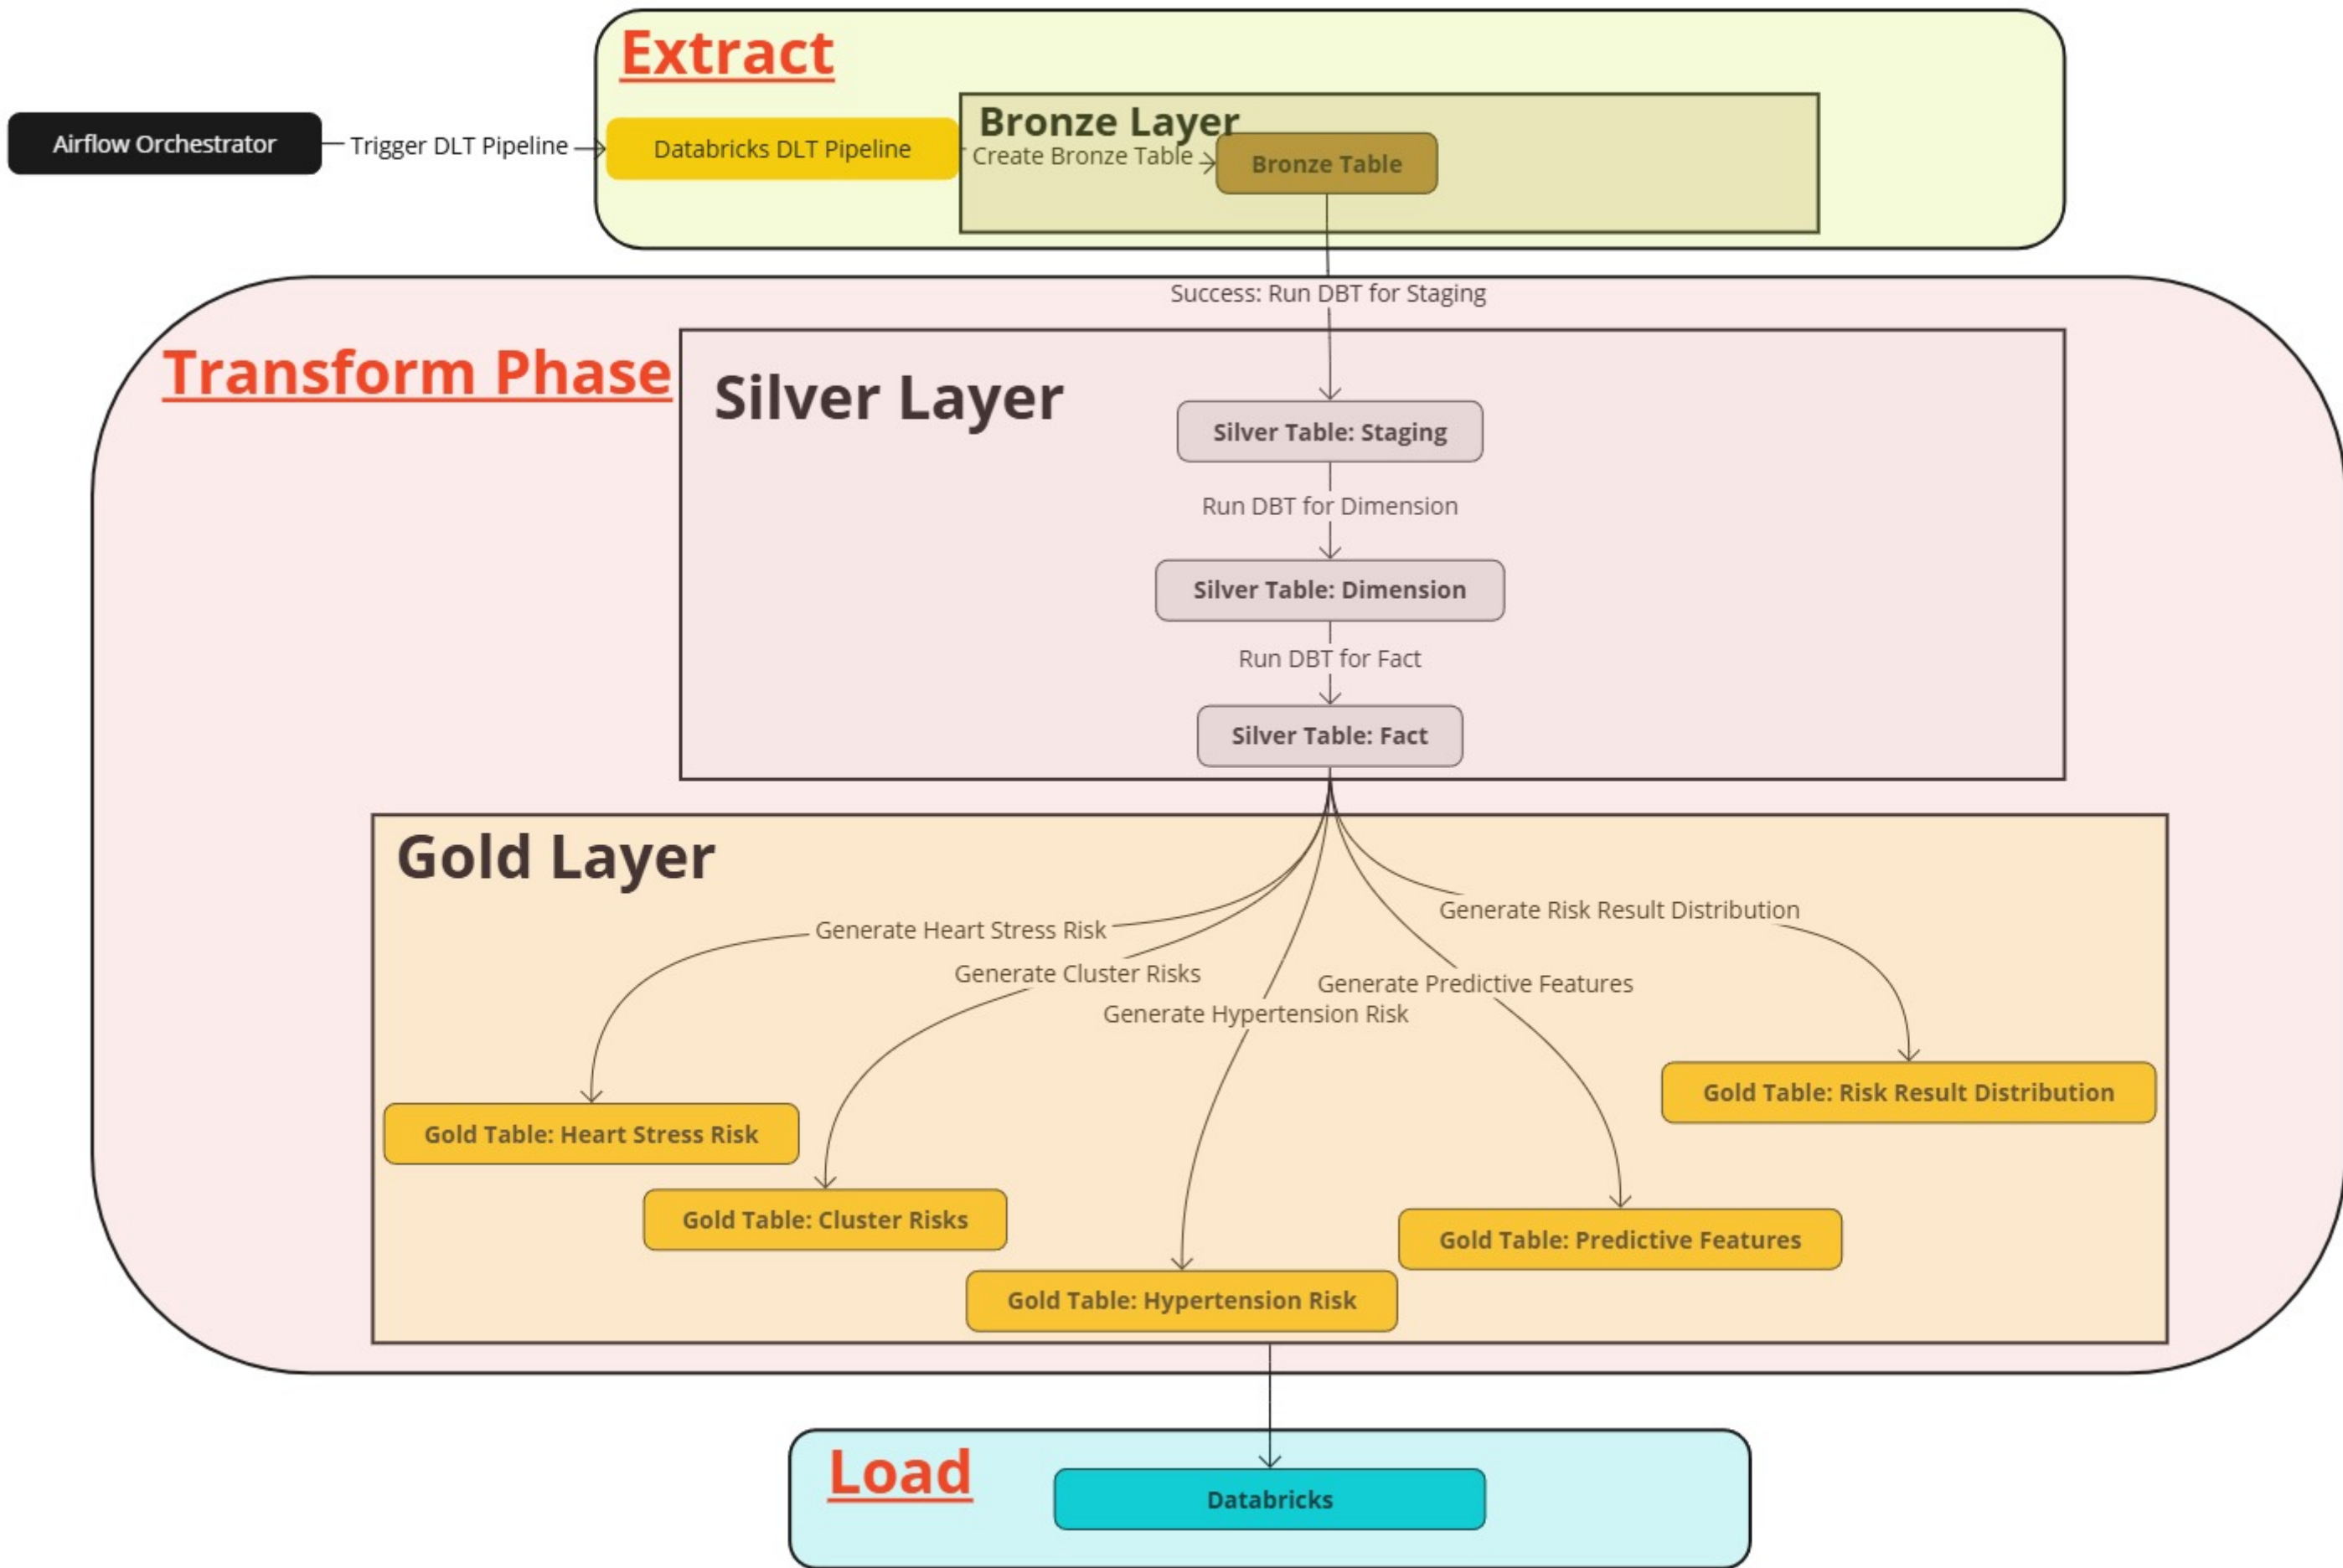 Extract
Airflow Orchestrator
Trigger DLT Pipeline
Databricks DLT Pipeline
Bronze Layer
Create Bronze Table
Bronze Table
Success: Run DBT for Staging
Transform Phase
Silver Layer
Silver Table: Staging
Run DBT for Dimension
Silver Table: Dimension
Run DBT for Fact
Silver Table: Fact
Gold Layer
Generate Heart Stress Risk
Generate Cluster Risks
Generate Hypertension Risk
Generate Predictive Features
Generate Risk Result Distribution
Gold Table: Heart Stress Risk
Gold Table: Cluster Risks
Gold Table: Hypertension Risk
Gold Table: Predictive Features
Gold Table: Risk Result Distribution
Load
Databricks